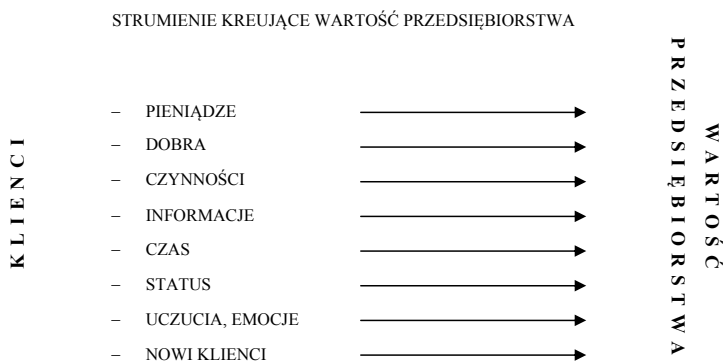 STRUMIENIE KREUJĄCE WARTOŚĆ PRZEDSIĘBIORSTWA
KLIENCI
– PIENIĄDZE
– DOBRA
– CZYNNOŚCI
– INFORMACJE
– CZAS
– STATUS
– UCZUCIA, EMOCJE
– NOWI KLIENCI
WARTOŚĆ
PRZEDSIĘBIORSTWA